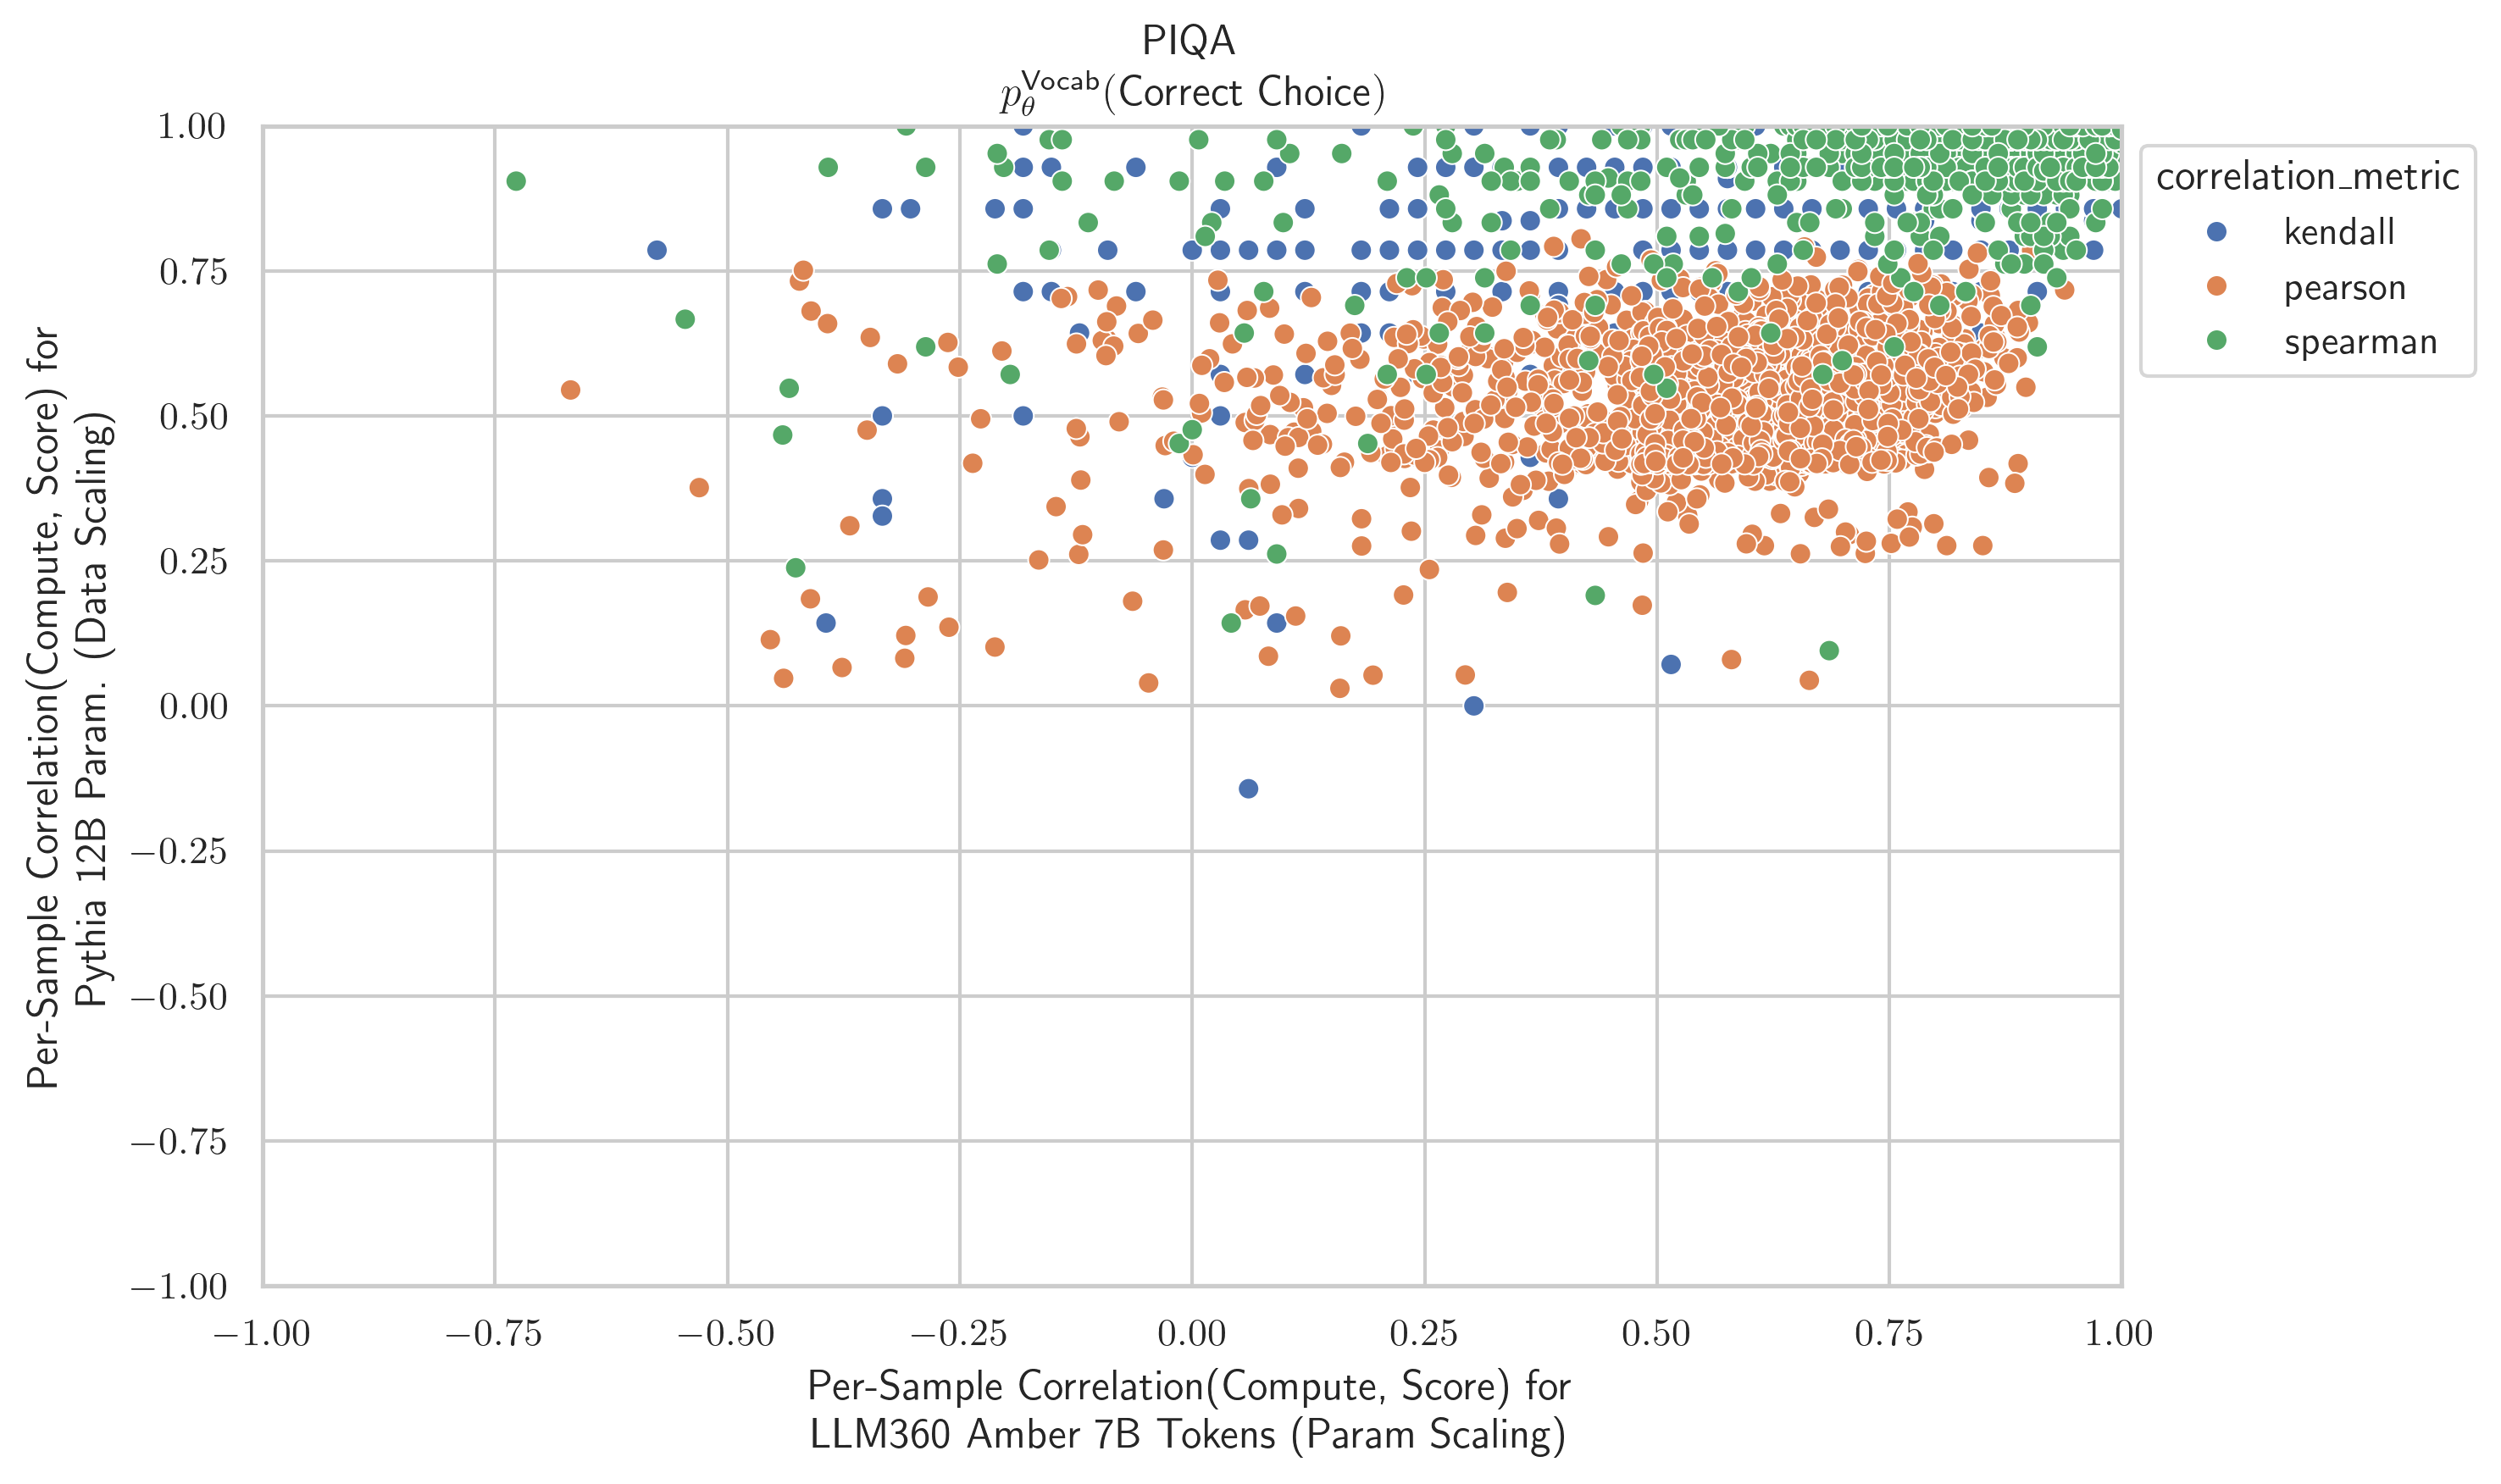 PIQA
p_θ^Vocab(Correct Choice)
1.00
0.75
0.50
0.25
0.00
−0.25
−0.50
−0.75
−1.00
Per-Sample Correlation(Compute, Score) for
Pythia 12B Param. (Data Scaling)
−1.00 −0.75 −0.50 −0.25 0.00 0.25 0.50 0.75 1.00
Per-Sample Correlation(Compute, Score) for
LLM360 Amber 7B Tokens (Param Scaling)
correlation_metric
kendall
pearson
spearman